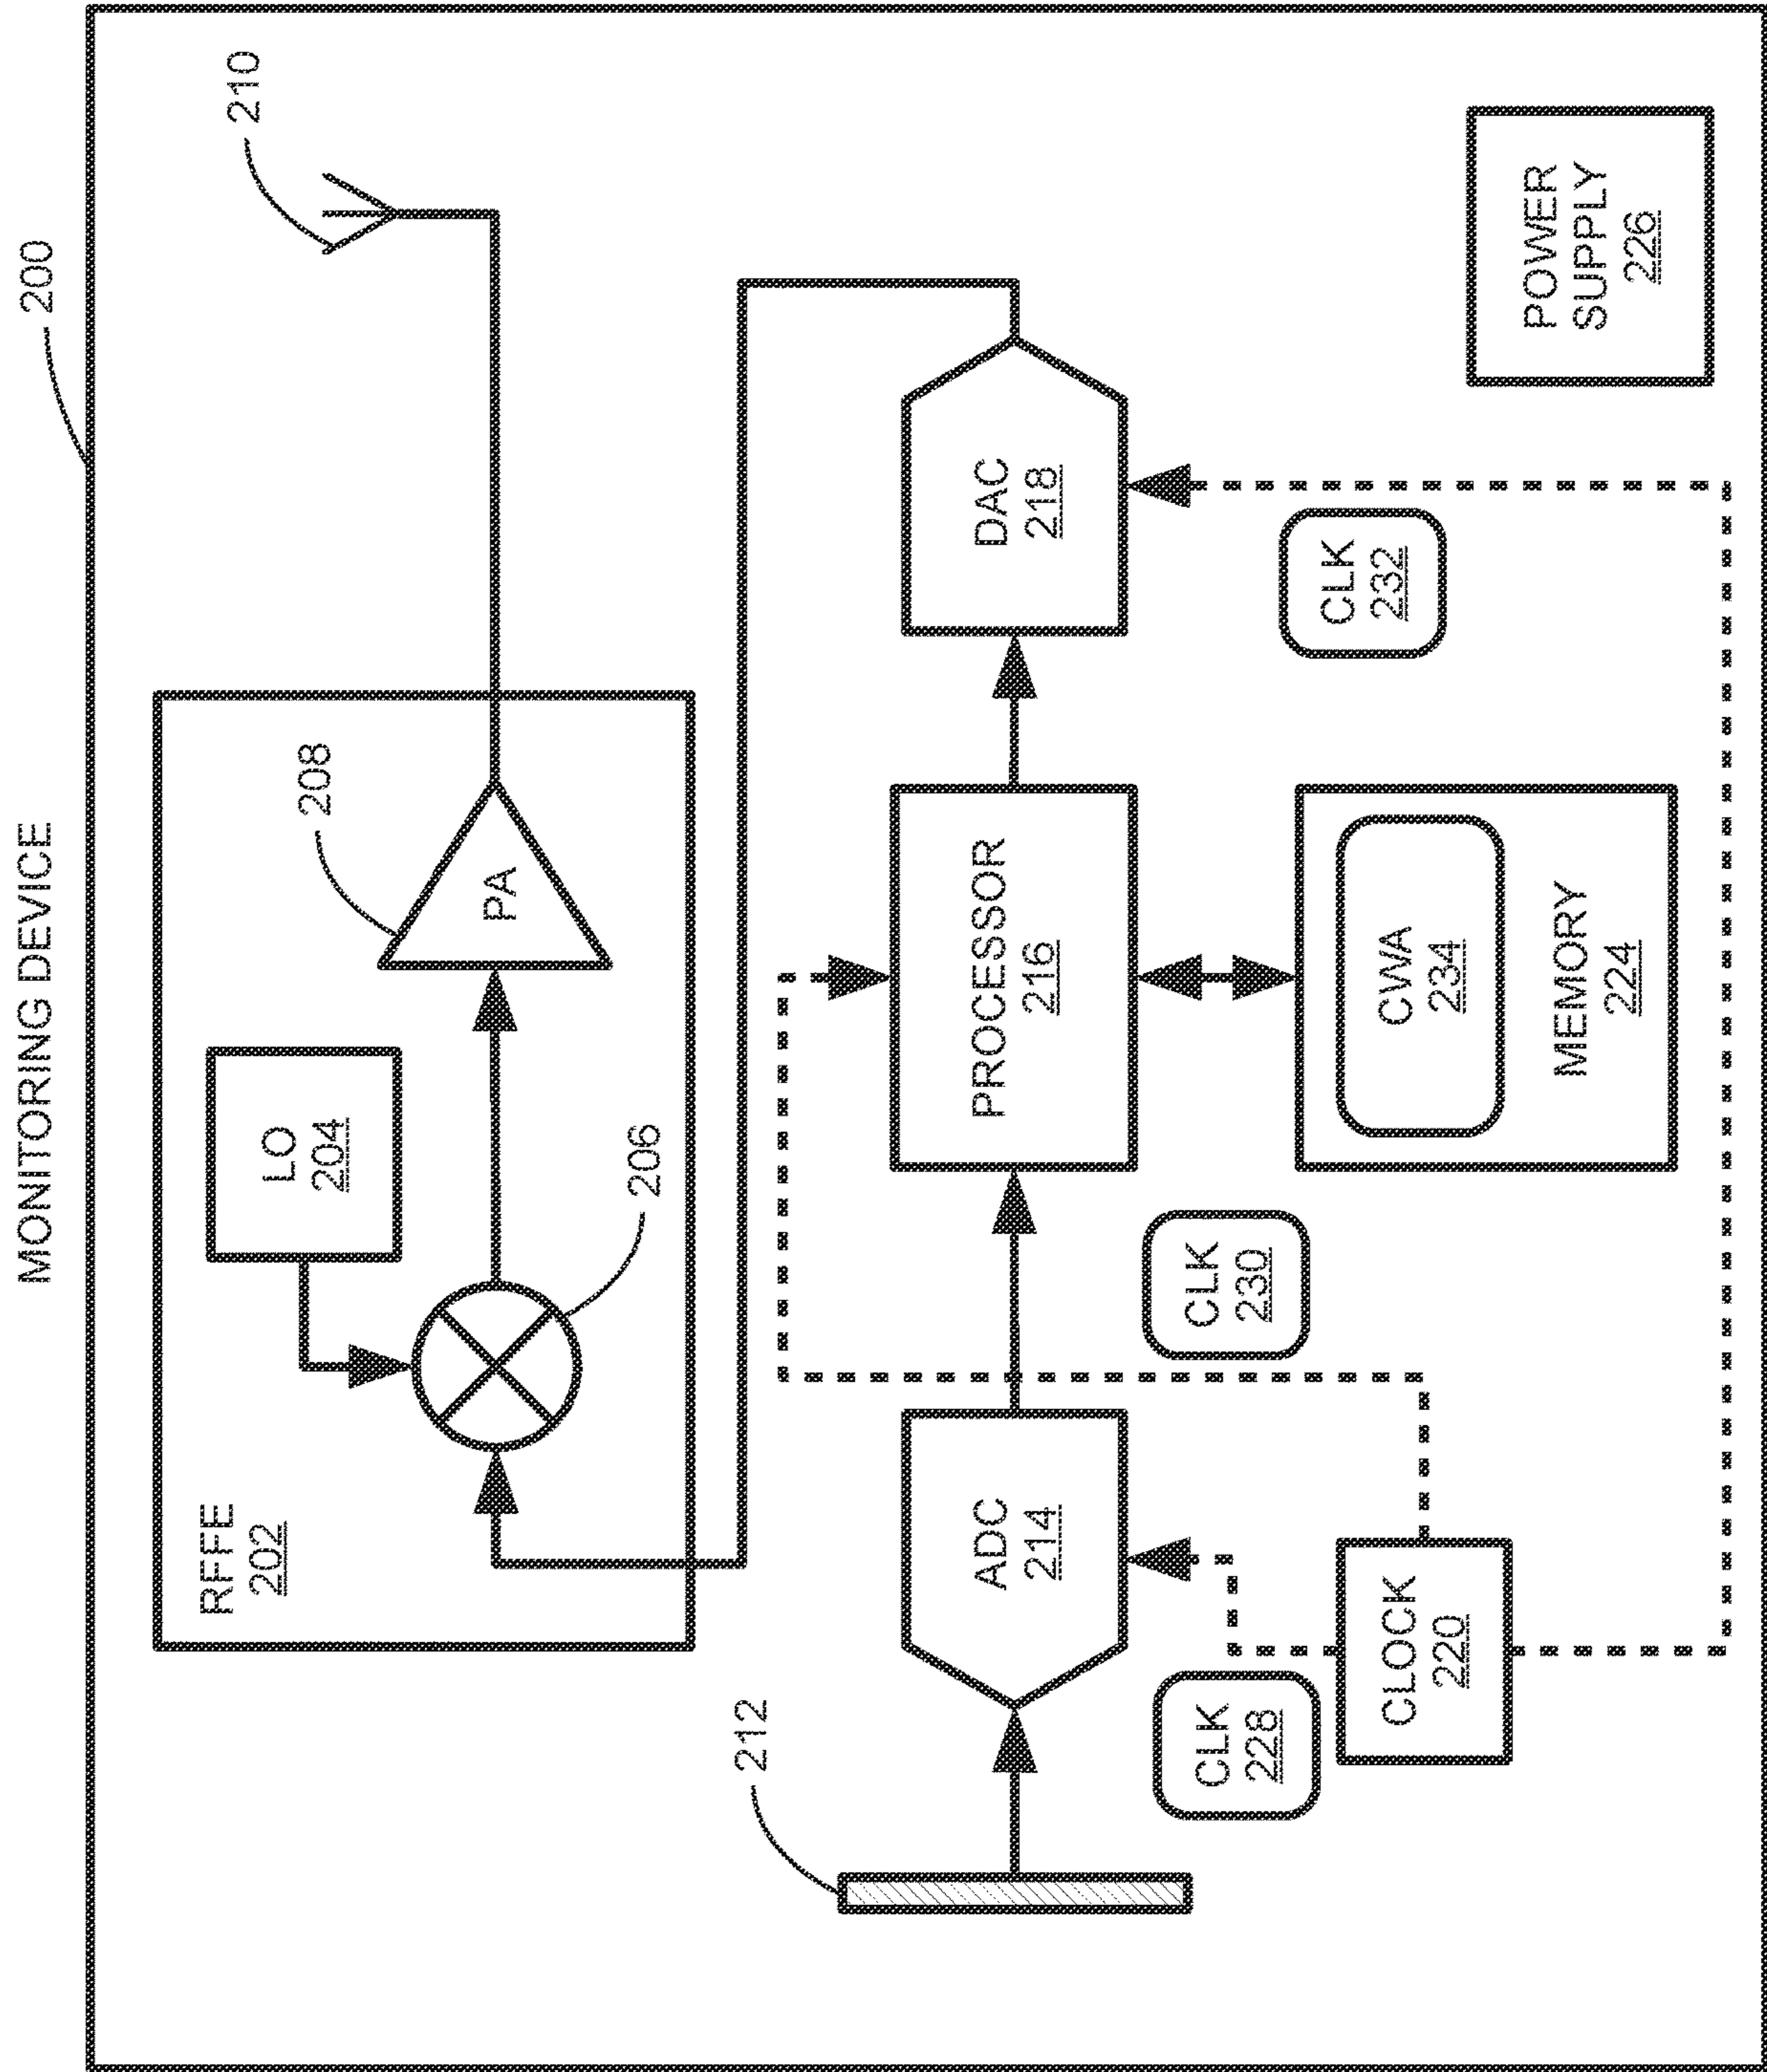 MONITORING DEVICE
200
RFFE
202
LO
204
206
208
PA
210
212
ADC
214
PROCESSOR
216
DAC
218
CLK
228
CLK
230
CLK
232
CLOCK
220
CWA
234
MEMORY
224
POWER
SUPPLY
226